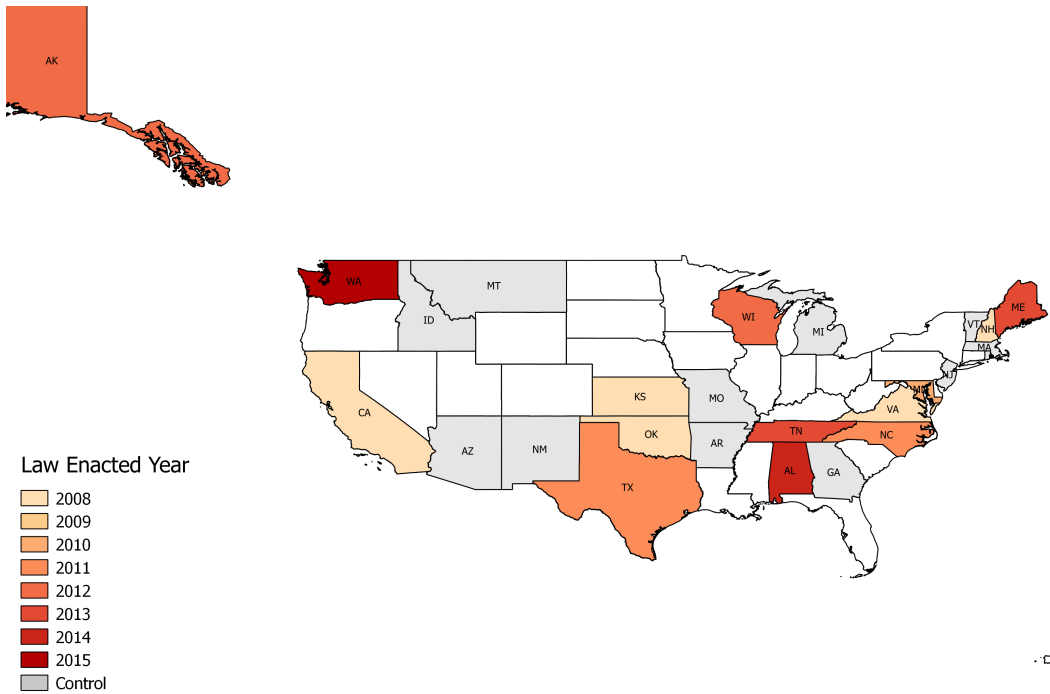 AK
WA
MT
ME
ID
WI
VT
NH
MI
MA
NJ
KS
MO
MD
CA
VA
OK
TN
NC
AR
AZ
NM
AL
GA
TX
Law Enacted Year
2008
2009
2010
2011
2012
2013
2014
2015
Control